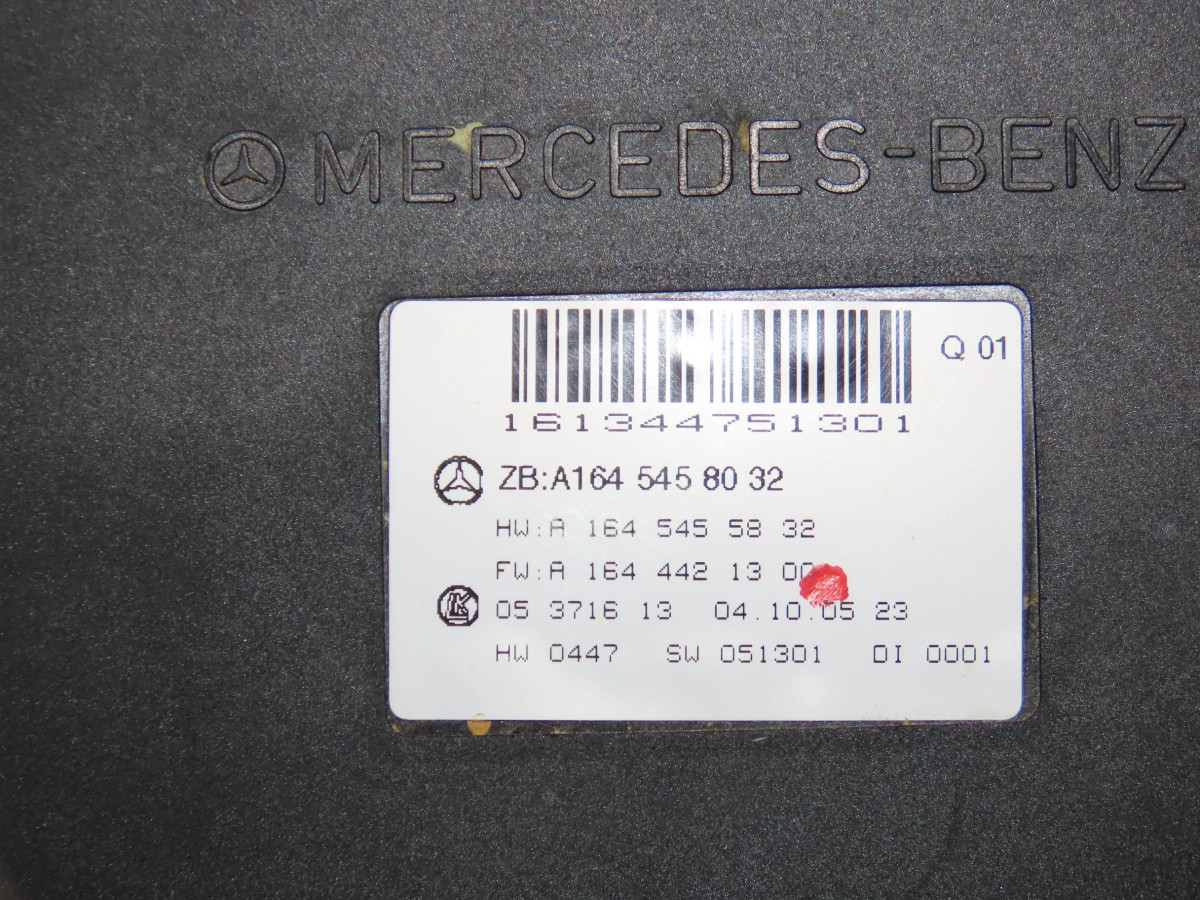 MERCEDES-BENZ
Q 01
161344751301
ZB:A164 545 80 32
HW:A 164 545 58 32
FW:A 164 442 13 00
05 3716 13 04.10.05 23
HW 0447 SW 051301 DI 0001